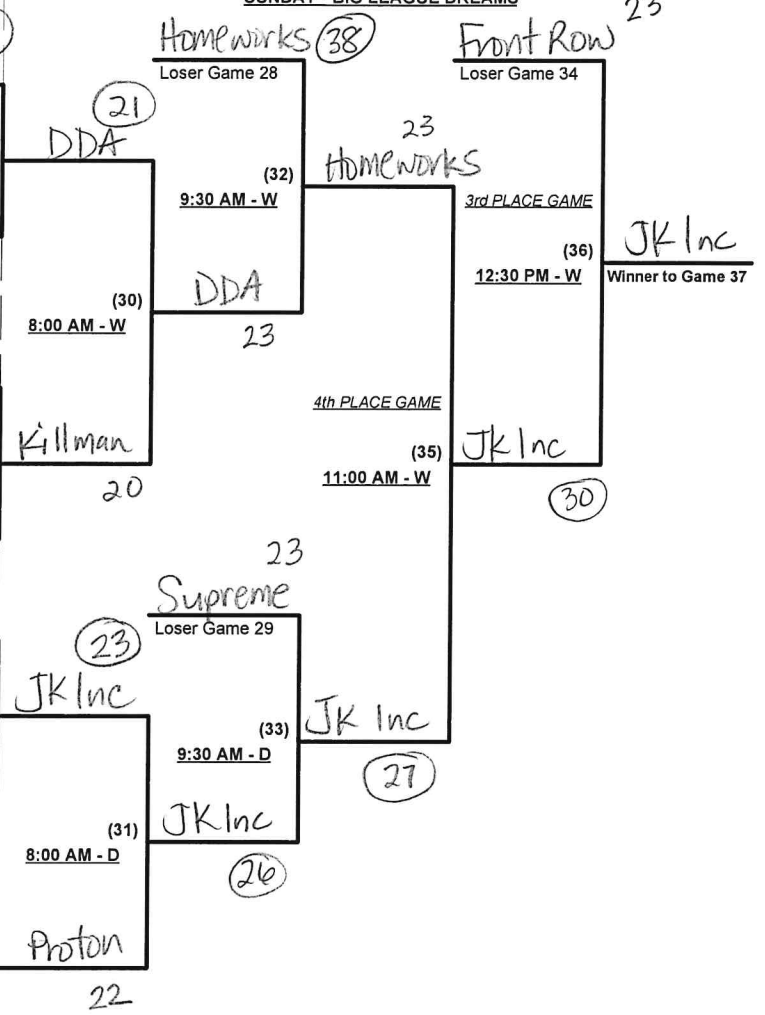 SUNDAY - BIG LEAGUE DREAMS
23
Homeworks 38
Loser Game 28
Front Row
Loser Game 34
21
DDA
23
Homeworks
(32)
9:30 AM - W
3rd PLACE GAME
(36)
12:30 PM - W
JK Inc
Winner to Game 37
DDA
23
(30)
8:00 AM - W
4th PLACE GAME
Killman
20
(35)
11:00 AM - W
JK Inc
30
23
Supreme
Loser Game 29
23
JK Inc
(33)
9:30 AM - D
JK Inc
27
(31)
8:00 AM - D
JK Inc
26
Proton
22